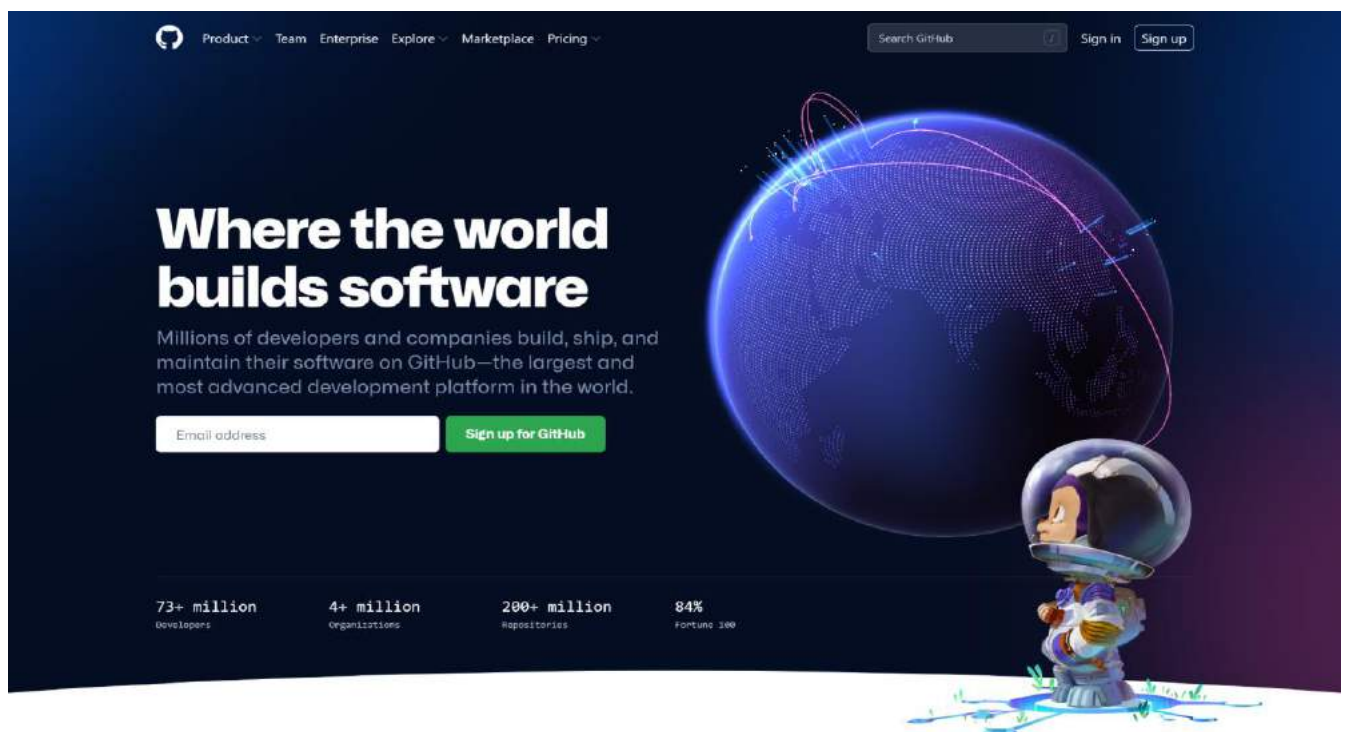 Product Team Enterprise Explore Marketplace Pricing Search GitHub / Sign in Sign up
Where the world
builds software
Millions of developers and companies build, ship, and
maintain their software on GitHub—the largest and
most advanced development platform in the world.
Email address Sign up for GitHub
73+ million 4+ million 200+ million 84%
Developers Organizations Repositories Fortune 100